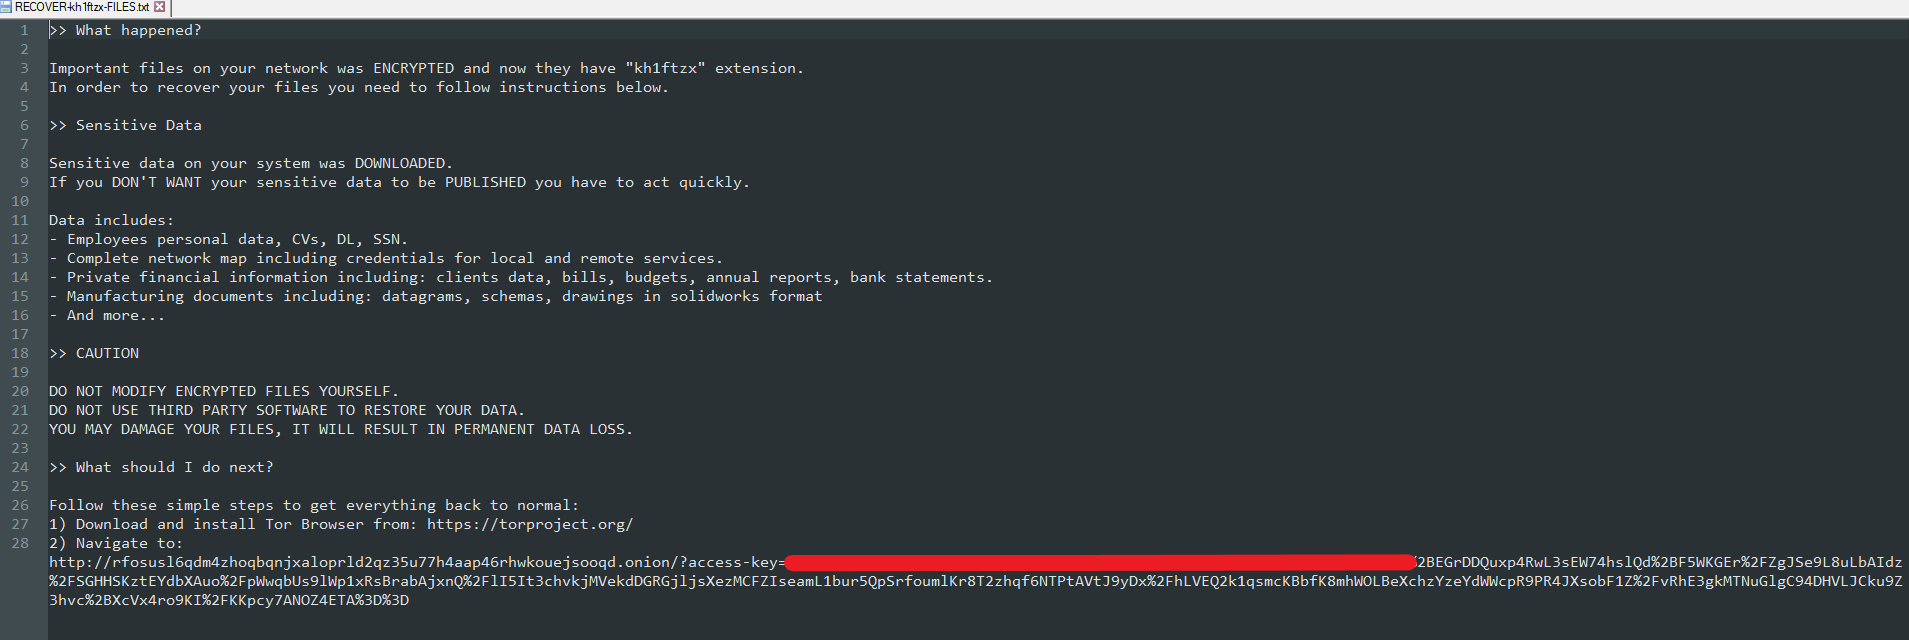 RECOVER-kh1ftzx-FILES.txt
1 >> What happened?
2
3 Important files on your network was ENCRYPTED and now they have "kh1ftzx" extension.
4 In order to recover your files you need to follow instructions below.
5
6 >> Sensitive Data
7
8 Sensitive data on your system was DOWNLOADED.
9 If you DON'T WANT your sensitive data to be PUBLISHED you have to act quickly.
10
11 Data includes:
12 - Employees personal data, CVs, DL, SSN.
13 - Complete network map including credentials for local and remote services.
14 - Private financial information including: clients data, bills, budgets, annual reports, bank statements.
15 - Manufacturing documents including: datagrams, schemas, drawings in solidworks format
16 - And more...
17
18 >> CAUTION
19
20 DO NOT MODIFY ENCRYPTED FILES YOURSELF.
21 DO NOT USE THIRD PARTY SOFTWARE TO RESTORE YOUR DATA.
22 YOU MAY DAMAGE YOUR FILES, IT WILL RESULT IN PERMANENT DATA LOSS.
23
24 >> What should I do next?
25
26 Follow these simple steps to get everything back to normal:
27 1) Download and install Tor Browser from: https://torproject.org/
28 2) Navigate to:
http://rfosusl6qdm4zhoqbqnjxaloprld2qz35u77h4aap46rhwkouejsooqd.onion/?access-key= 2BEGrDDQuxp4RwL3sEW74hslQd%2BF5WKGEr%2FZgJSe9L8uLbAIdz
%2FSGHHSKztEYdbXAuo%2FpWwqbUs9lWp1xRsBrabAjxnQ%2FlI5It3chvkjMVekdDGRGjljsXezMCFZIseamL1bur5QpSrfoumlKr8T2zhqf6NTPtAVtJ9yDx%2FhLVEQ2k1qsmcKBbfK8mhWOLBeXchzYzeYdWWcpR9PR4JXsobF1Z%2FvRhE3gkMTNuGlgC94DHVLJCku9Z
3hvc%2BXcVx4ro9KI%2FKKpcy7ANOZ4ETA%3D%3D